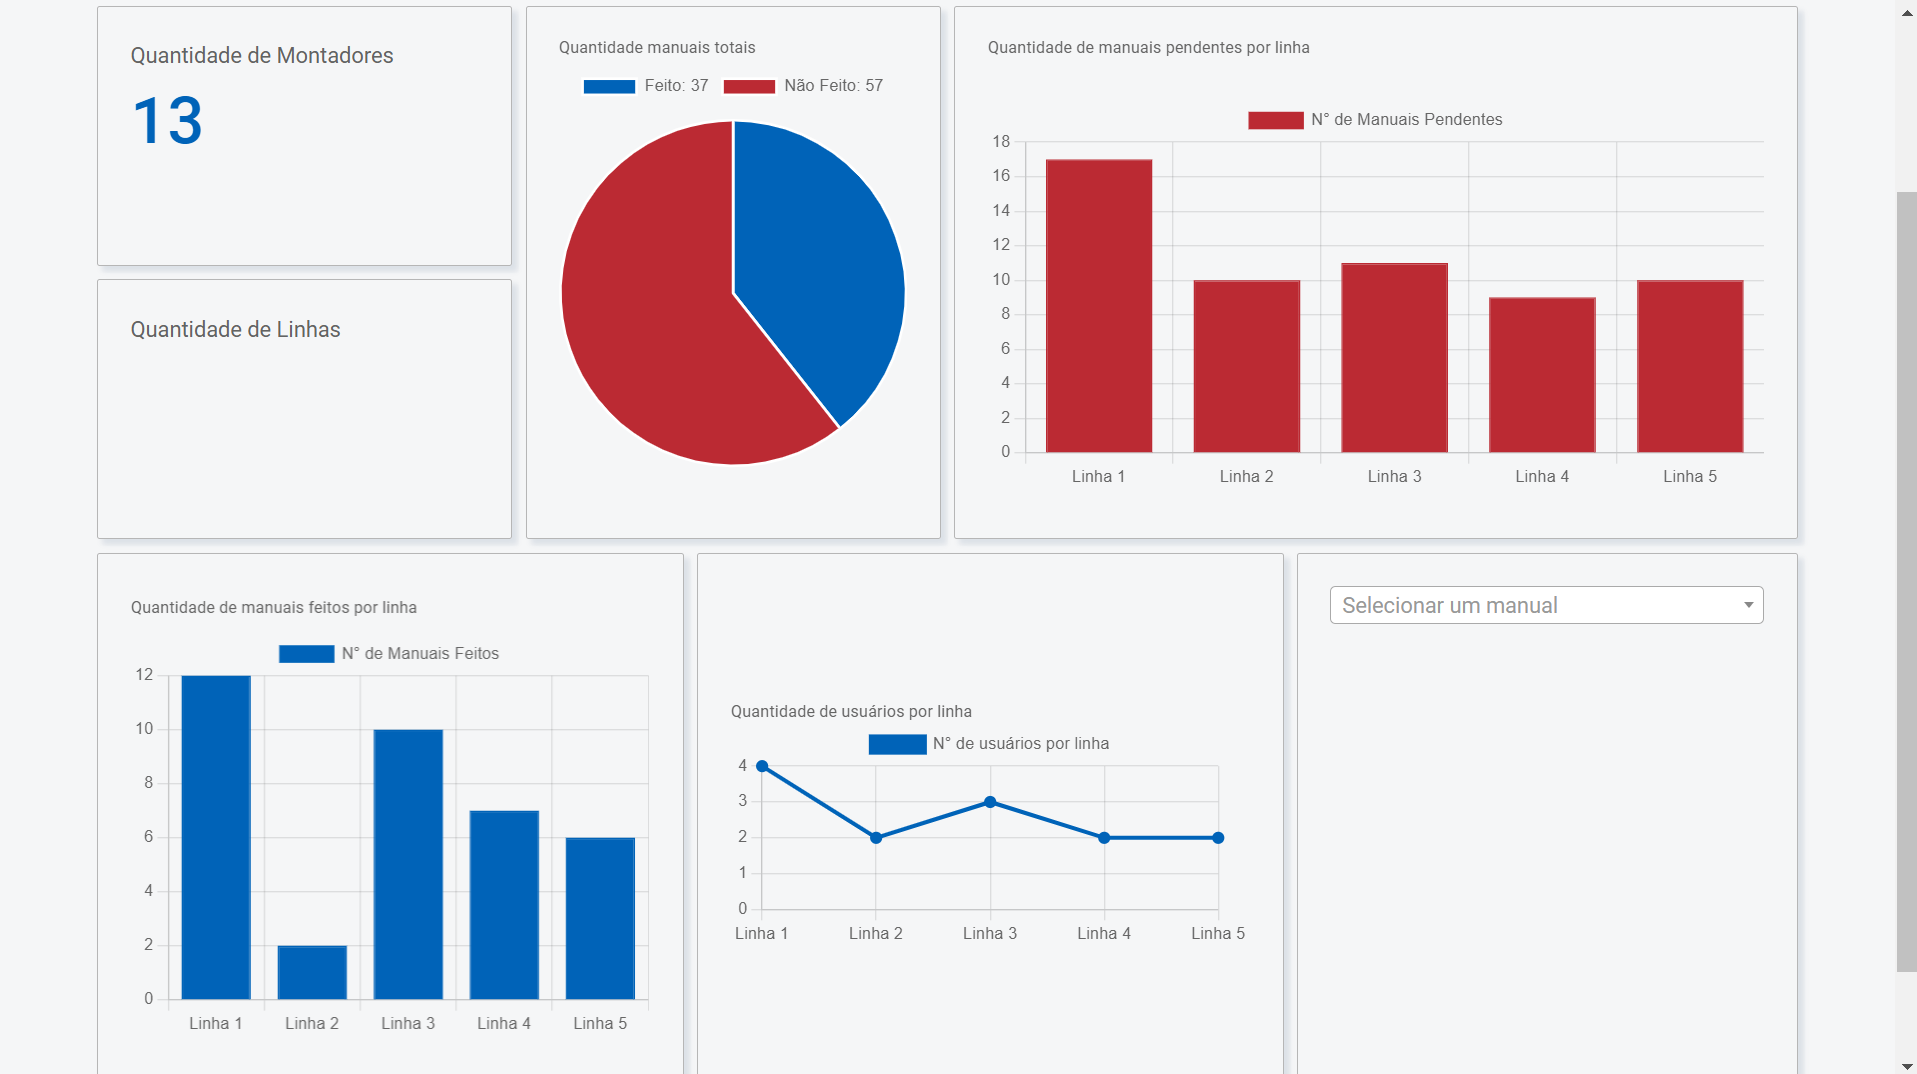 Quantidade de Montadores
13
Quantidade de Linhas
Quantidade manuais totais
Feito: 37 Não Feito: 57
Quantidade de manuais pendentes por linha
N° de Manuais Pendentes
18
16
14
12
10
8
6
4
2
0
Linha 1 Linha 2 Linha 3 Linha 4 Linha 5
Quantidade de manuais feitos por linha
N° de Manuais Feitos
12
10
8
6
4
2
0
Linha 1 Linha 2 Linha 3 Linha 4 Linha 5
Quantidade de usuários por linha
N° de usuários por linha
4
3
2
1
0
Linha 1 Linha 2 Linha 3 Linha 4 Linha 5
Selecionar um manual